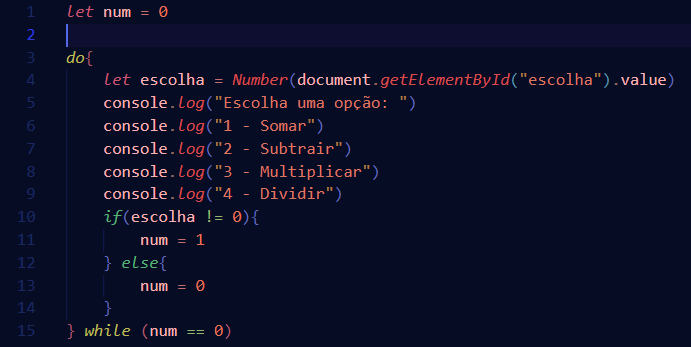 1 let num = 0
2
3 do{
4     let escolha = Number(document.getElementById("escolha").value)
5     console.log("Escolha uma opção: ")
6     console.log("1 - Somar")
7     console.log("2 - Subtrair")
8     console.log("3 - Multiplicar")
9     console.log("4 - Dividir")
10     if(escolha != 0){
11         num = 1
12     } else{
13         num = 0
14     }
15 } while (num == 0)